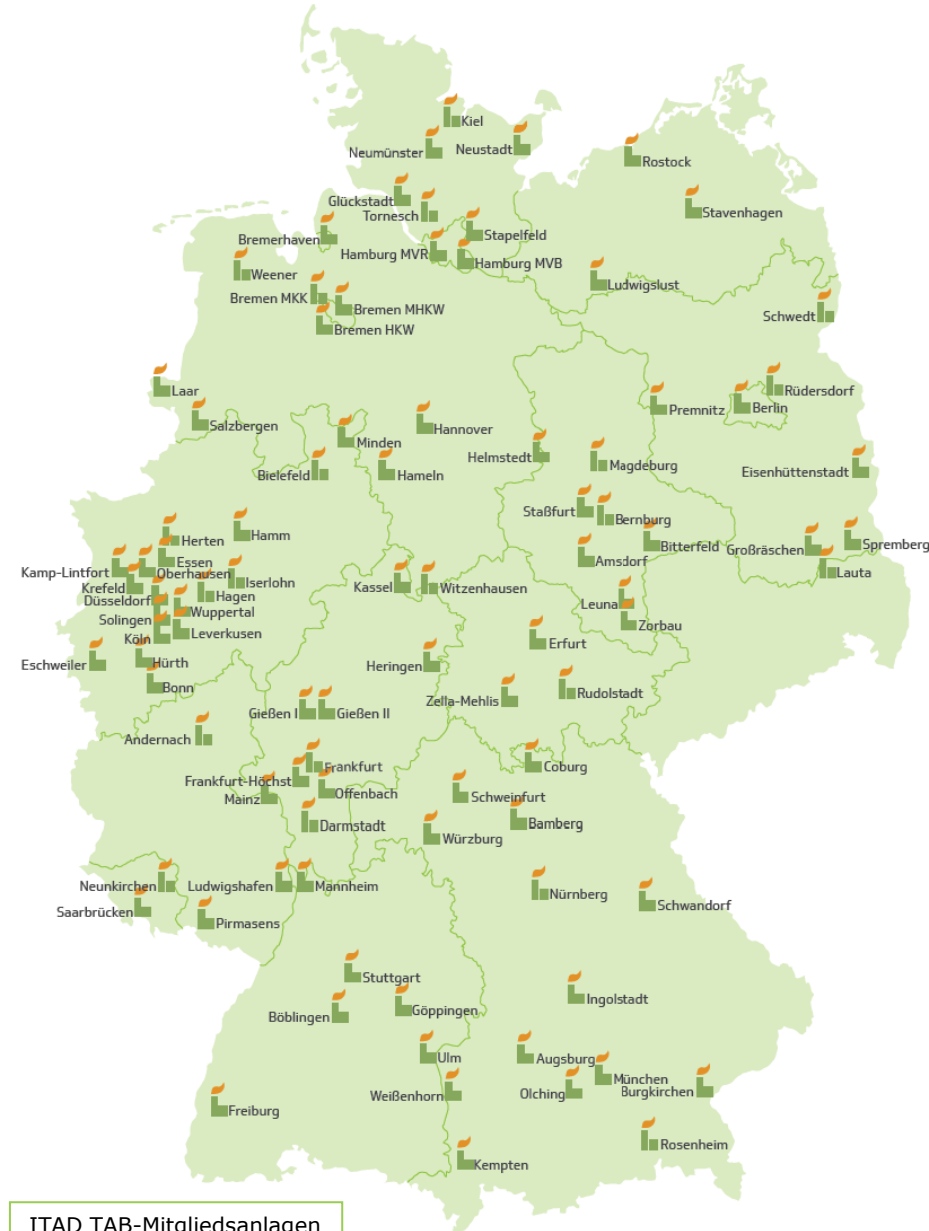 Kiel
Neumünster
Neustadt
Rostock
Glückstadt
Tornesch
Stavenhagen
Bremerhaven
Stapelfeld
Hamburg MVR
Hamburg MVB
Weener
Ludwigslust
Bremen MKK
Bremen MHKW
Schwedt
Bremen HKW
Laar
Rüdersdorf
Premnitz
Berlin
Salzbergen
Hannover
Minden
Helmstedt
Magdeburg
Eisenhüttenstadt
Bielefeld
Hameln
Staßfurt
Bernburg
Hamm
Herten
Bitterfeld
Großräschen
Spremberg
Essen
Amsdorf
Kamp-Lintfort
Oberhausen
Lauta
Iserlohn
Krefeld
Kassel
Witzenhausen
Hagen
Düsseldorf
Leuna
Wuppertal
Solingen
Zorbau
Leverkusen
Köln
Erfurt
Eschweiler
Hürth
Heringen
Bonn
Rudolstadt
Zella-Mehlis
Gießen I
Gießen II
Andernach
Frankfurt
Coburg
Frankfurt-Höchst
Offenbach
Mainz
Schweinfurt
Darmstadt
Bamberg
Würzburg
Neunkirchen
Ludwigshafen
Mannheim
Nürnberg
Schwandorf
Saarbrücken
Pirmasens
Stuttgart
Ingolstadt
Göppingen
Böblingen
Ulm
Augsburg
München
Weißenhorn
Olching
Burgkirchen
Freiburg
Rosenheim
Kempten
ITAD TAB-Mitgliedsanlagen